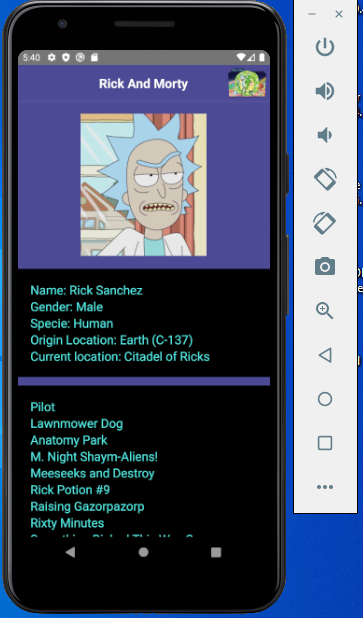 5:40
Rick And Morty
Name: Rick Sanchez
Gender: Male
Specie: Human
Origin Location: Earth (C-137)
Current location: Citadel of Ricks
Pilot
Lawnmower Dog
Anatomy Park
M. Night Shaym-Aliens!
Meeseeks and Destroy
Rick Potion #9
Raising Gazorpazorp
Rixty Minutes